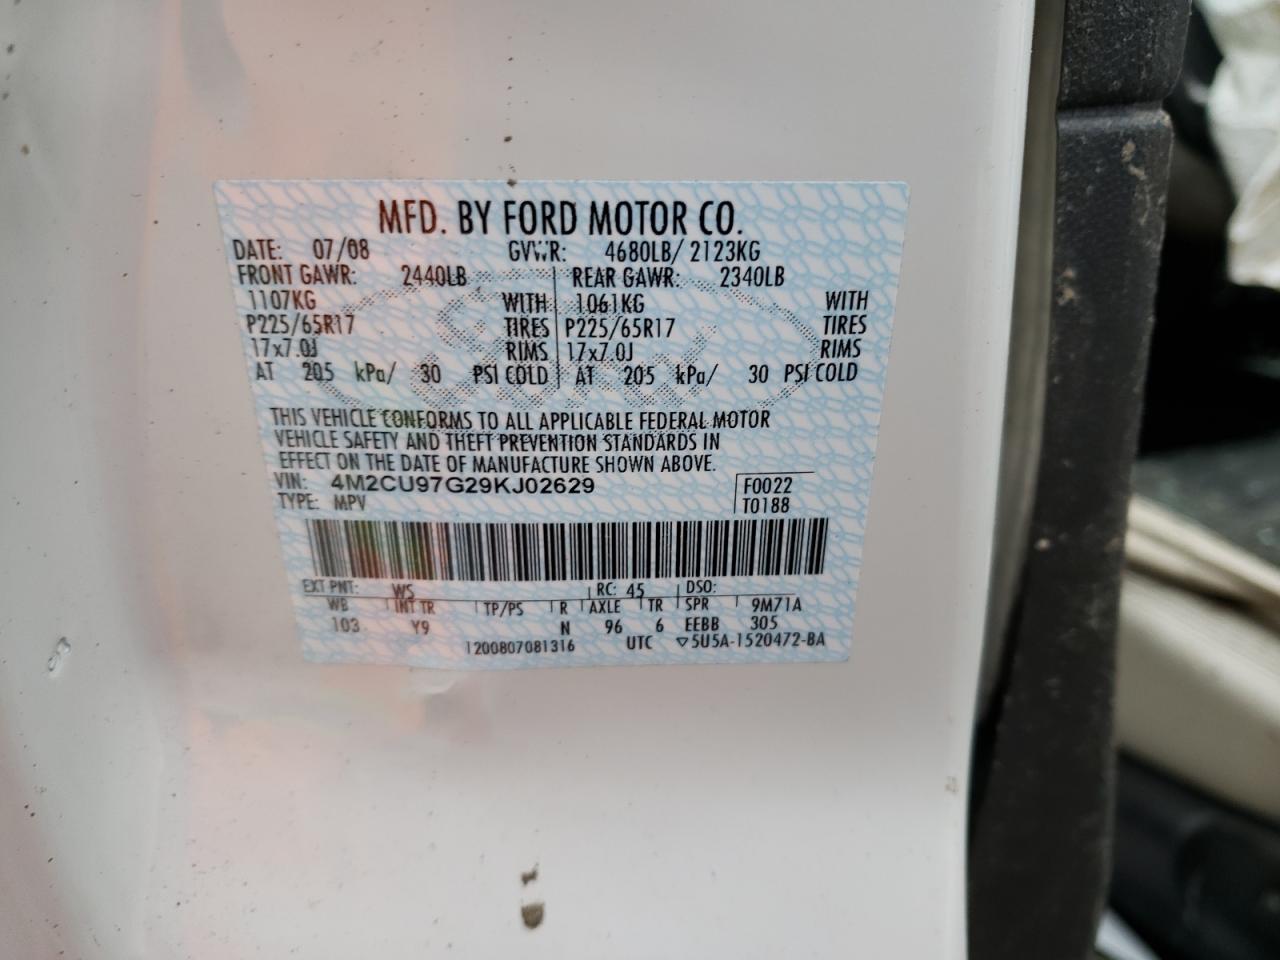 MFD. BY FORD MOTOR CO.
DATE: 07/08 GVWR: 4680LB/ 2123KG
FRONT GAWR: 2440LB REAR GAWR: 2340LB
1107KG WITH 1061KG WITH
P225/65R17 TIRES P225/65R17 TIRES
17x7.0J RIMS 17x7.0J RIMS
AT 205 kPa/ 30 PSI COLD AT 205 kPa/ 30 PSI COLD
THIS VEHICLE CONFORMS TO ALL APPLICABLE FEDERAL MOTOR
VEHICLE SAFETY AND THEFT PREVENTION STANDARDS IN
EFFECT ON THE DATE OF MANUFACTURE SHOWN ABOVE.
VIN: 4M2CU97G29KJ02629 F0022
TYPE: MPV T0188
EXT PNT: WS RC: 45 DSO:
WB INT TR TP/PS R AXLE TR SPR 9M71A
103 Y9 N 96 6 EEBB 305
1200807081316 UTC ▽5U5A-1520472-BA